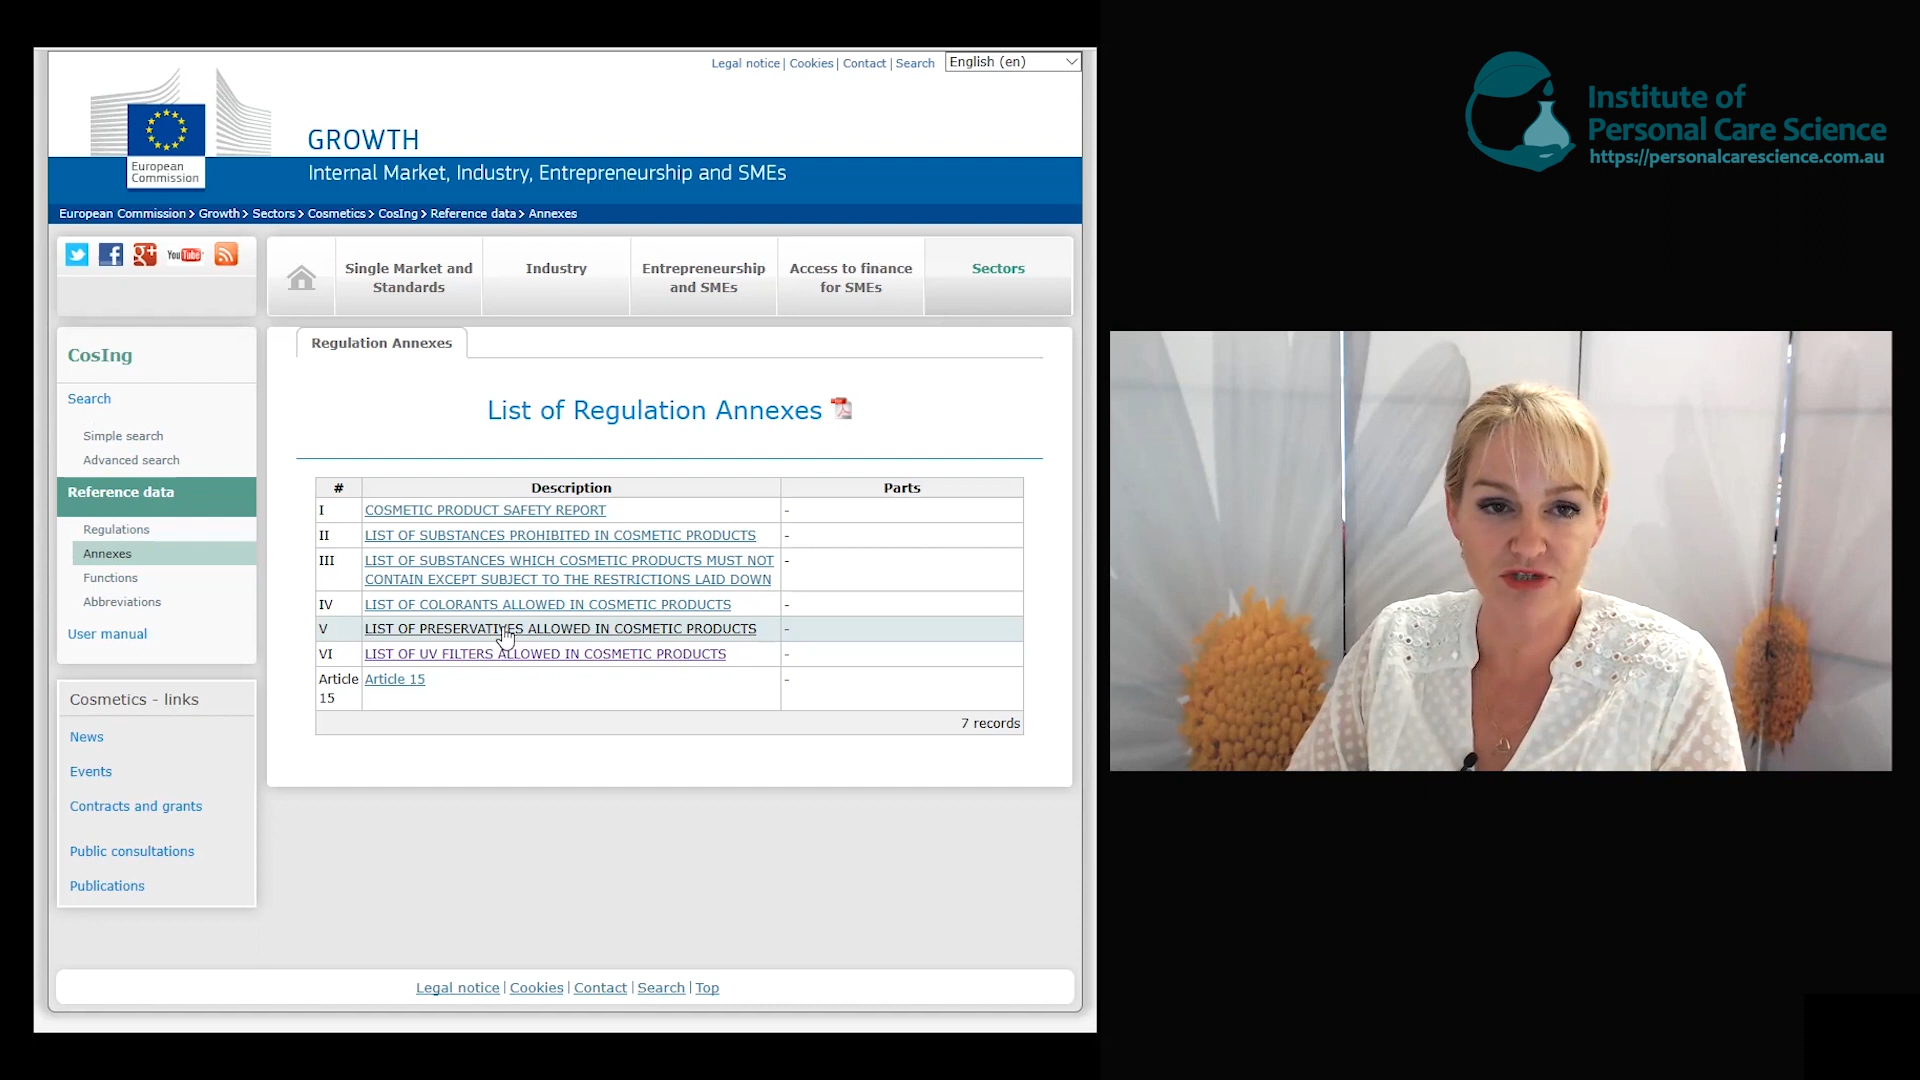 Legal notice | Cookies | Contact | Search English (en)
European
Commission
GROWTH
Internal Market, Industry, Entrepreneurship and SMEs
European Commission > Growth > Sectors > Cosmetics > CosIng > Reference data > Annexes
You Tube
Single Market and
Standards
Industry
Entrepreneurship
and SMEs
Access to finance
for SMEs
Sectors
CosIng
Search
Simple search
Advanced search
Reference data
Regulations
Annexes
Functions
Abbreviations
User manual
Cosmetics - links
News
Events
Contracts and grants
Public consultations
Publications
Regulation Annexes
List of Regulation Annexes
# Description Parts
I COSMETIC PRODUCT SAFETY REPORT -
II LIST OF SUBSTANCES PROHIBITED IN COSMETIC PRODUCTS -
III LIST OF SUBSTANCES WHICH COSMETIC PRODUCTS MUST NOT -
CONTAIN EXCEPT SUBJECT TO THE RESTRICTIONS LAID DOWN
IV LIST OF COLORANTS ALLOWED IN COSMETIC PRODUCTS -
V LIST OF PRESERVATIVES ALLOWED IN COSMETIC PRODUCTS -
VI LIST OF UV FILTERS ALLOWED IN COSMETIC PRODUCTS -
Article Article 15 -
15
7 records
Legal notice | Cookies | Contact | Search | Top
Institute of
Personal Care Science
https://personalcarescience.com.au